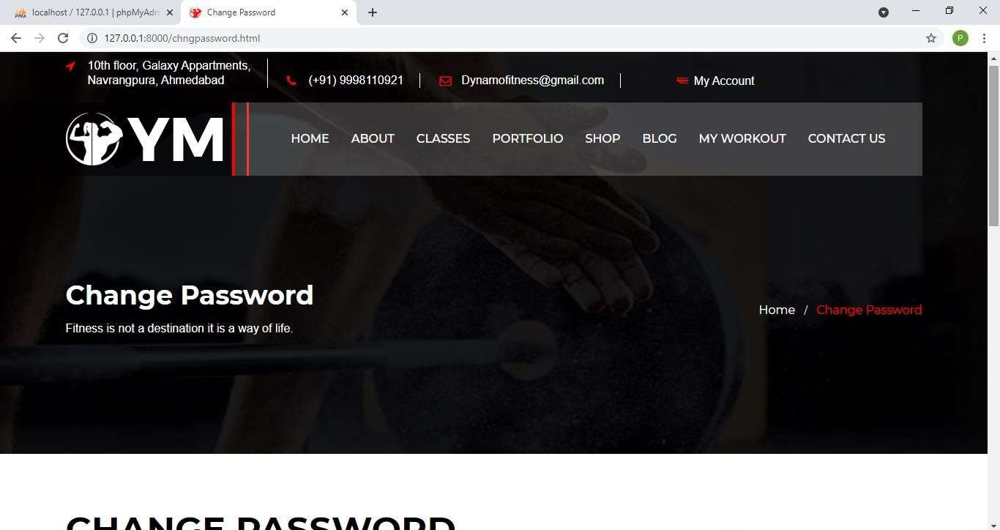 localhost / 127.0.0.1 | phpMyAdm
Change Password
127.0.0.1:8000/chngpassword.html
P
10th floor, Galaxy Appartments,
Navrangpura, Ahmedabad
(+91) 9998110921
Dynamofitness@gmail.com
My Account
YM
HOME ABOUT CLASSES PORTFOLIO SHOP BLOG MY WORKOUT CONTACT US
Change Password
Fitness is not a destination it is a way of life.
Home / Change Password
CHANGE PASSWORD